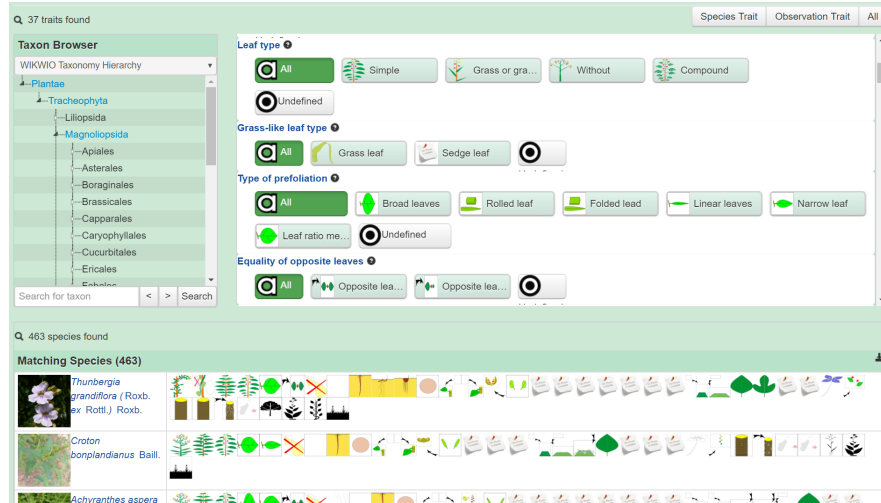 37 traits found
Species Trait Observation Trait All
Taxon Browser
WIKWIO Taxonomy Hierarchy
Plantae
Tracheophyta
Liliopsida
Magnoliopsida
Apiales
Asterales
Boraginales
Brassicales
Capparales
Caryophyllales
Cucurbitales
Ericales
Search for taxon < > Search
Leaf type
All Simple Grass or gra... Without Compound
Undefined
Grass-like leaf type
All Grass leaf Sedge leaf
Type of prefoliation
All Broad leaves Rolled leaf Folded lead Linear leaves Narrow leaf
Leaf ratio me... Undefined
Equality of opposite leaves
All Opposite lea... Opposite lea...
463 species found
Matching Species (463)
Thunbergia
grandiflora ( Roxb.
ex Rottl.) Roxb.
Croton
bonplandianus Baill.
Achyranthes aspera